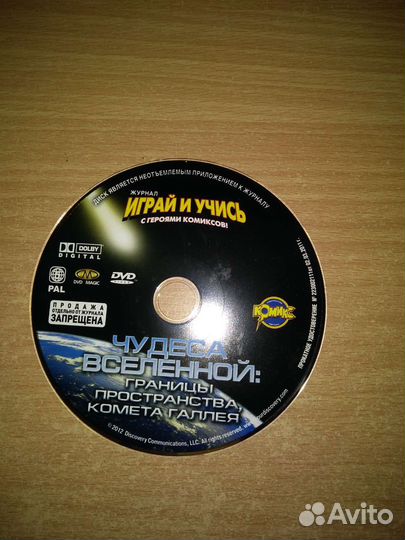 ДИСК ЯВЛЯЕТСЯ НЕОТЪЕМЛЕМЫМ ПРИЛОЖЕНИЕМ К ЖУРНАЛУ
ЖУРНАЛ
ИГРАЙ И УЧИСЬ
С ГЕРОЯМИ КОМИКСОВ!
DOLBY
DIGITAL
PAL
DVD MAGIC
DVD
КОМИКС
ПРОДАЖА
ОТДЕЛЬНО ОТ ЖУРНАЛА
ЗАПРЕЩЕНА
ПРОКАТНОЕ УДОСТОВЕРЕНИЕ №
ЧУДЕСА
ВСЕЛЕННОЙ:
ГРАНИЦЫ
ПРОСТРАНСТВА,
КОМЕТА ГАЛЛЕЯ
©2012 Discovery Communications, LLC. All rights reserved.
Avito